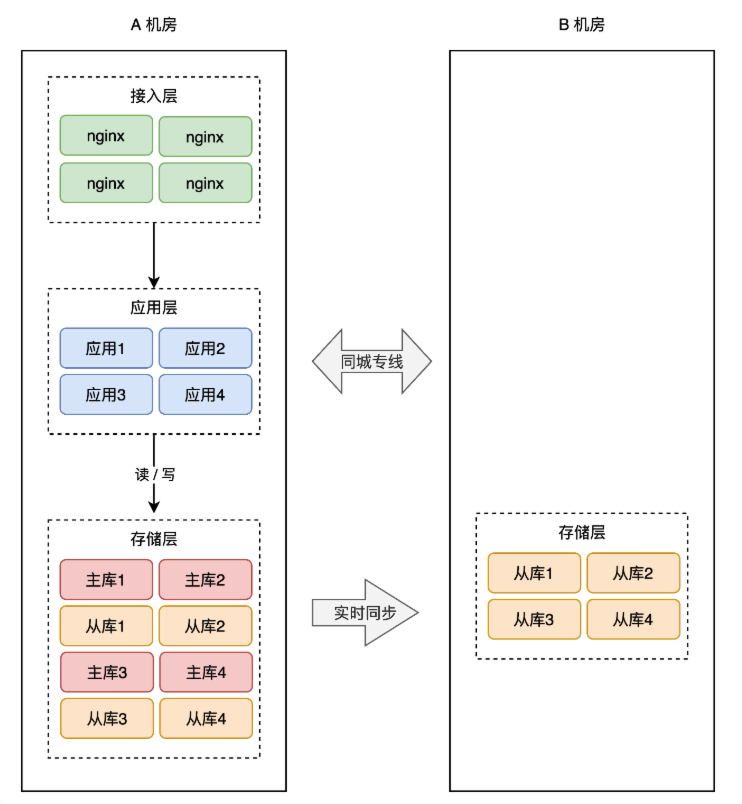 A 机房
B 机房
接入层
nginx nginx
nginx nginx
应用层
应用1 应用2
应用3 应用4
同城专线
读 / 写
存储层
主库1 主库2
从库1 从库2
主库3 主库4
从库3 从库4
实时同步
存储层
从库1 从库2
从库3 从库4